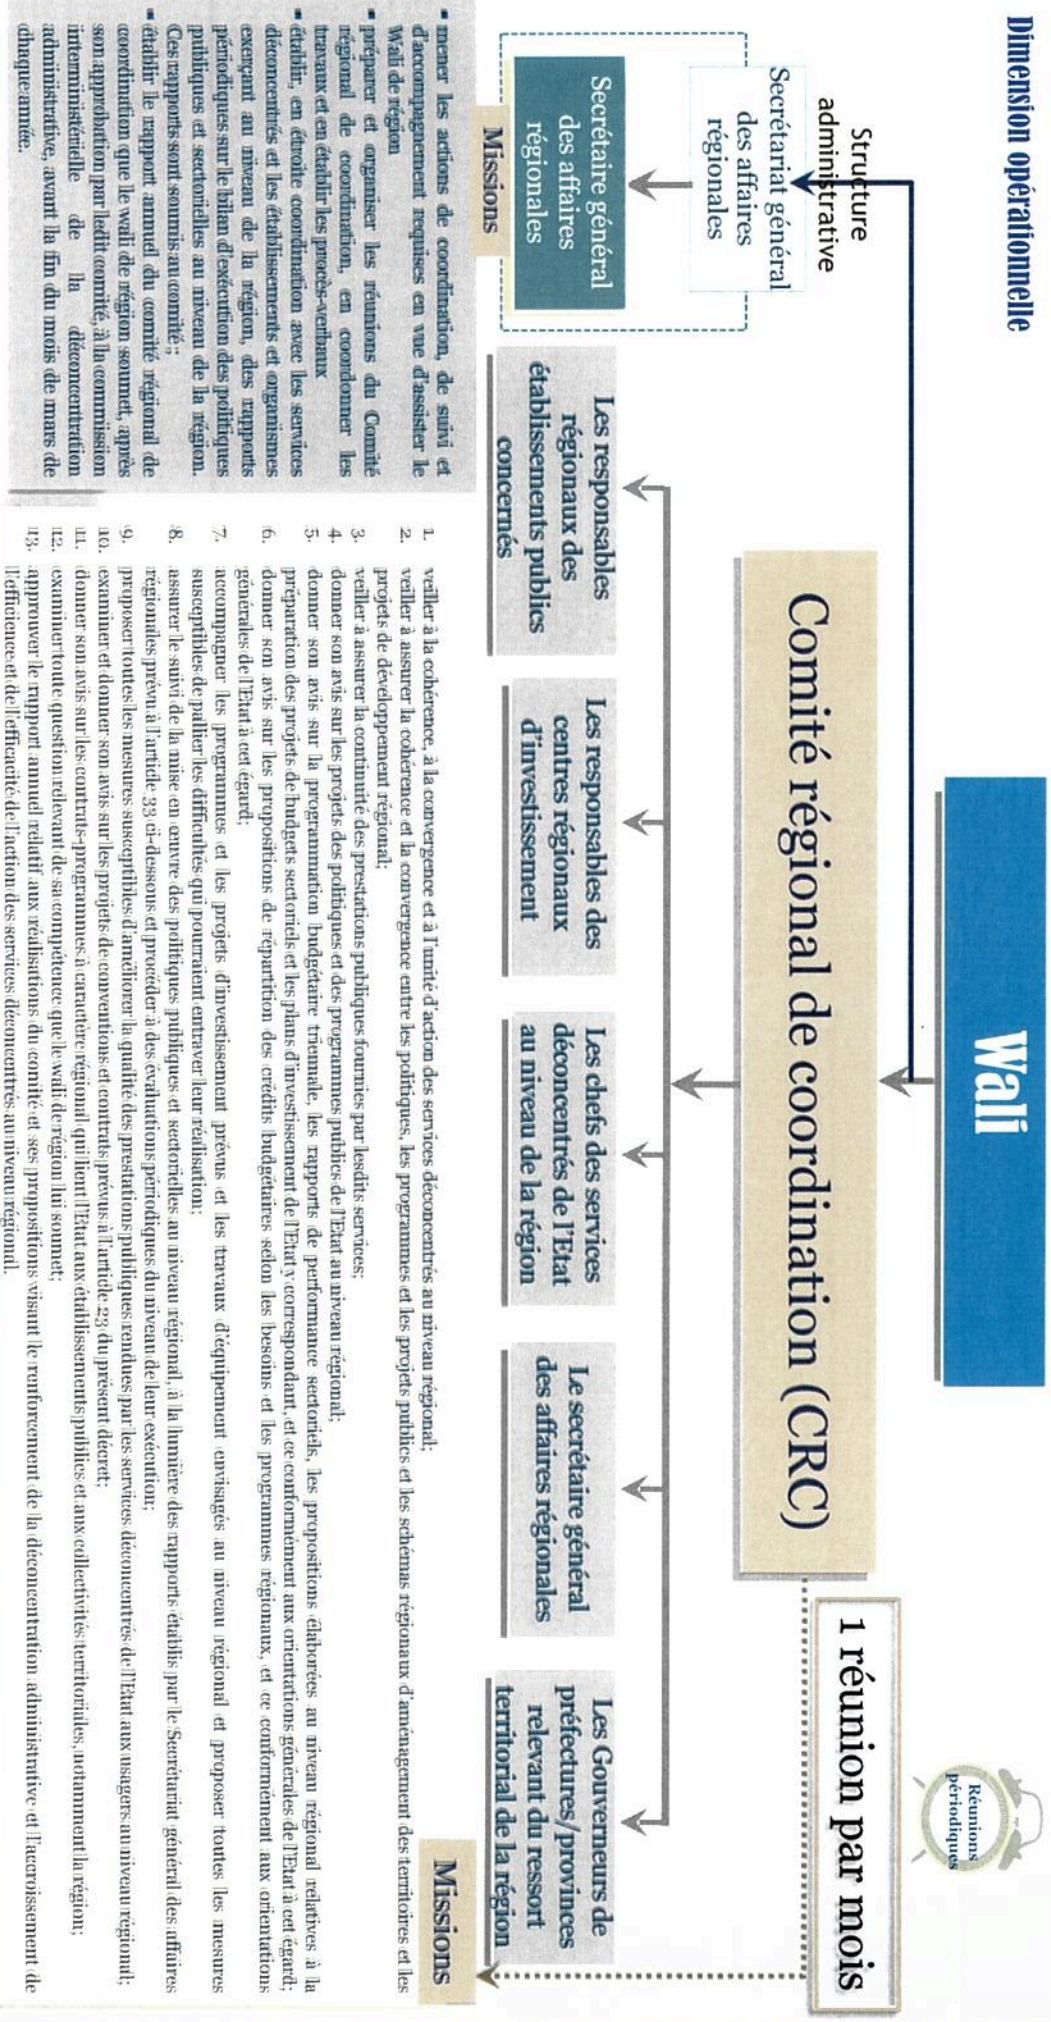 Dimension opérationnelle
Wali
Réunions
périodiques
Structure
administrative
Comité régional de coordination (CRC)
1 réunion par mois
Secrétariat général
des affaires
régionales
Secrétaire général
des affaires
régionales
Les responsables
régionaux des
établissements publics
concernés
Les responsables des
centres régionaux
d'investissement
Les chefs des services
déconcentrés de l'Etat
au niveau de la région
Le secrétaire général
des affaires régionales
Les Gouverneurs de
préfectures/provinces
relevant du ressort
territorial de la région
Missions
▪ mener les actions de coordination, de suivi et
d'accompagnement requises en vue d'assister le
Wali de région
▪ préparer et organiser les réunions du Comité
régional de coordination, en coordonner les
travaux et en établir les procès-verbaux
▪ établir, en étroite coordination avec les services
déconcentrés et les établissements et organismes
exerçant au niveau de la région, des rapports
périodiques sur le bilan d'exécution des politiques
publiques et sectorielles au niveau de la région.
Ces rapports sont soumis au comité ;
▪ établir le rapport annuel du comité régional de
coordination que le wali de région soumet, après
son approbation par ledit comité, à la commission
interministérielle de la déconcentration
administrative, avant la fin du mois de mars de
chaque année.
Missions
1. veiller à la cohérence, à la convergence et à l'unité d'action des services déconcentrés au niveau régional;
2. veiller à assurer la cohérence et la convergence entre les politiques, les programmes et les projets publics et les schémas régionaux d'aménagement des territoires et les
projets de développement régional;
3. veiller à assurer la continuité des prestations publiques fournies par lesdits services;
4. donner son avis sur les projets des politiques et des programmes publics de l'Etat au niveau régional;
5. donner son avis sur la programmation budgétaire triennale, les rapports de performance sectoriels, les propositions élaborées au niveau régional relatives à la
préparation des projets de budgets sectoriels et les plans d'investissement de l'Etat y correspondant, et ce conformément aux orientations générales de l'Etat à cet égard;
6. donner son avis sur les propositions de répartition des crédits budgétaires selon les besoins et les programmes régionaux, et ce conformément aux orientations
générales de l'Etat à cet égard;
7. accompagner les programmes et les projets d'investissement prévus et les travaux d'équipement envisagés au niveau régional et proposer toutes les mesures
susceptibles de pallier les difficultés qui pourraient entraver leur réalisation;
8. assurer le suivi de la mise en œuvre des politiques publiques et sectorielles au niveau régional, à la lumière des rapports établis par le Secrétariat général des affaires
régionales prévu à l'article 33 ci-dessous et procéder à des évaluations périodiques du niveau de leur exécution;
9. proposer toutes les mesures susceptibles d'améliorer la qualité des prestations publiques rendues par les services déconcentrés de l'Etat aux usagers au niveau régional;
10. examiner et donner son avis sur les projets de conventions et contrats prévus à l'article 23 du présent décret;
11. donner son avis sur les contrats-programmes à caractère régional qui lient l'Etat aux établissements publics et aux collectivités territoriales, notamment la région;
12. examiner toute question relevant de sa compétence que le wali de région lui soumet;
13. approuver le rapport annuel relatif aux réalisations du comité et ses propositions visant le renforcement de la déconcentration administrative et l'accroissement de
l'efficience et de l'efficacité de l'action des services déconcentrés au niveau régional.